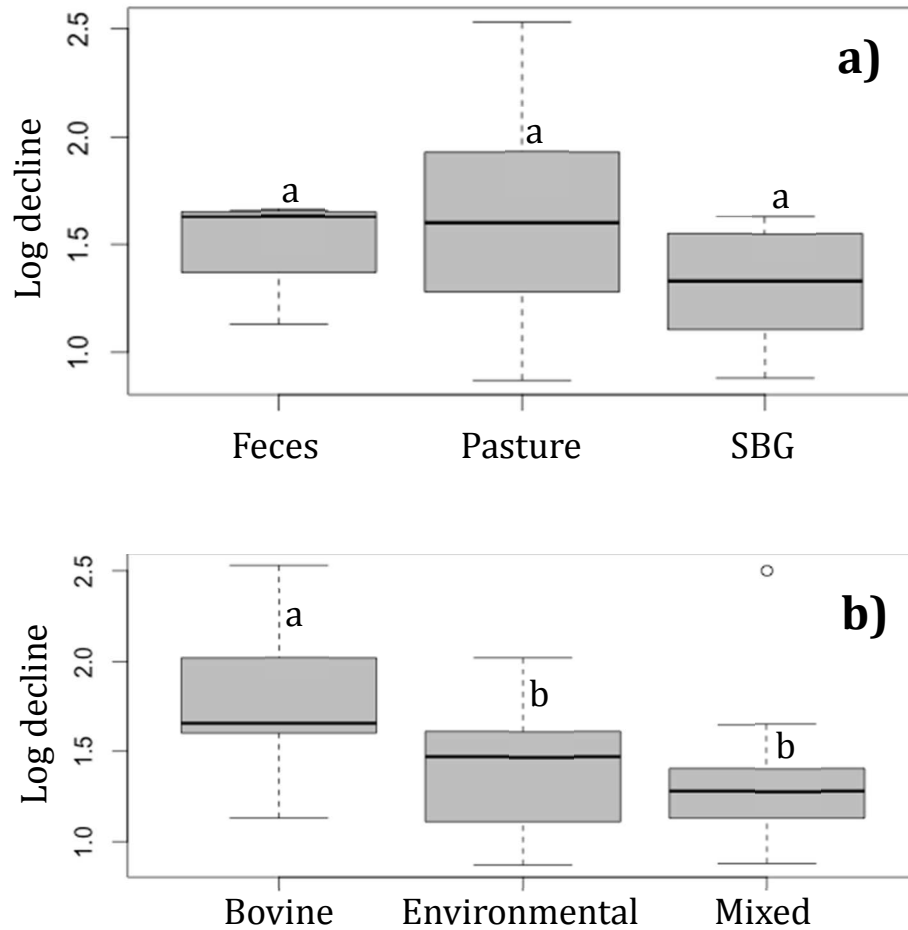 2.5
a)
2.0
a
Log decline
a
a
1.5
1.0
Feces Pasture SBG
2.5
b)
a
2.0
Log decline
b
b
1.5
1.0
Bovine Environmental Mixed